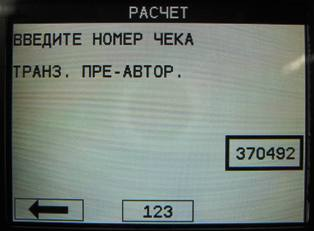 РАСЧЕТ
ВВЕДИТЕ НОМЕР ЧЕКА
ТРАНЗ. ПРЕ-АВТОР.
370492
123